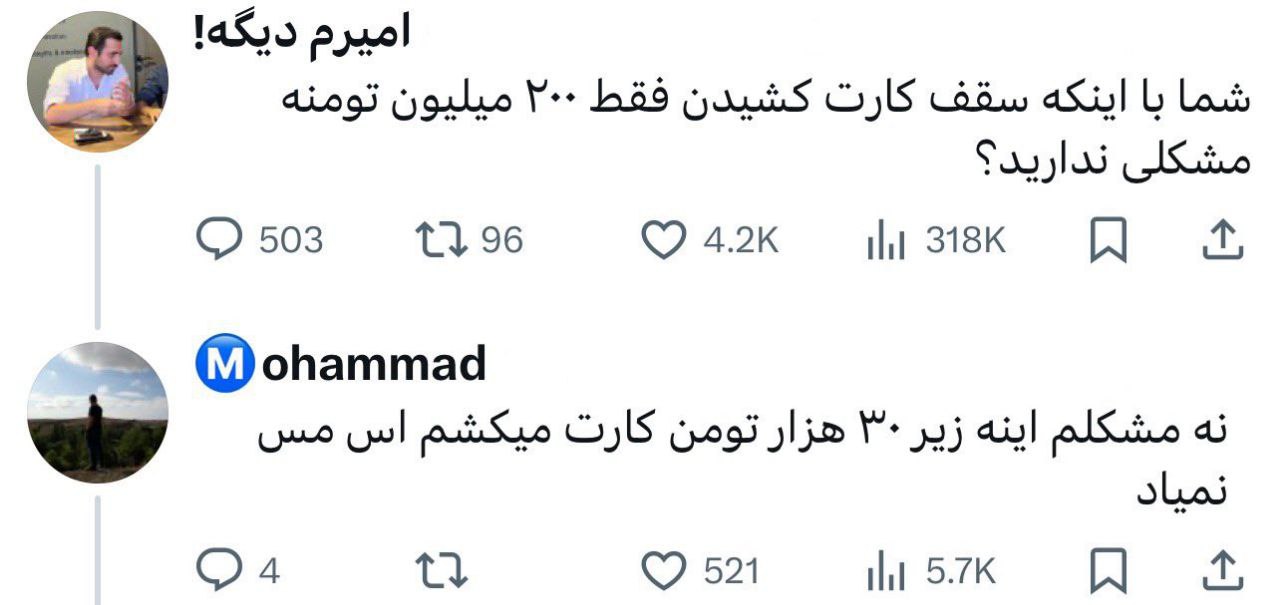 امیرم دیگه!
شما با اینکه سقف کارت کشیدن فقط ۲۰۰ میلیون تومنه
مشکلی ندارید؟
503 96 4.2K 318K
Mohammad
نه مشکلم اینه زیر ۳۰ هزار تومن کارت میکشم اس مس
نمیاد
4 521 5.7K